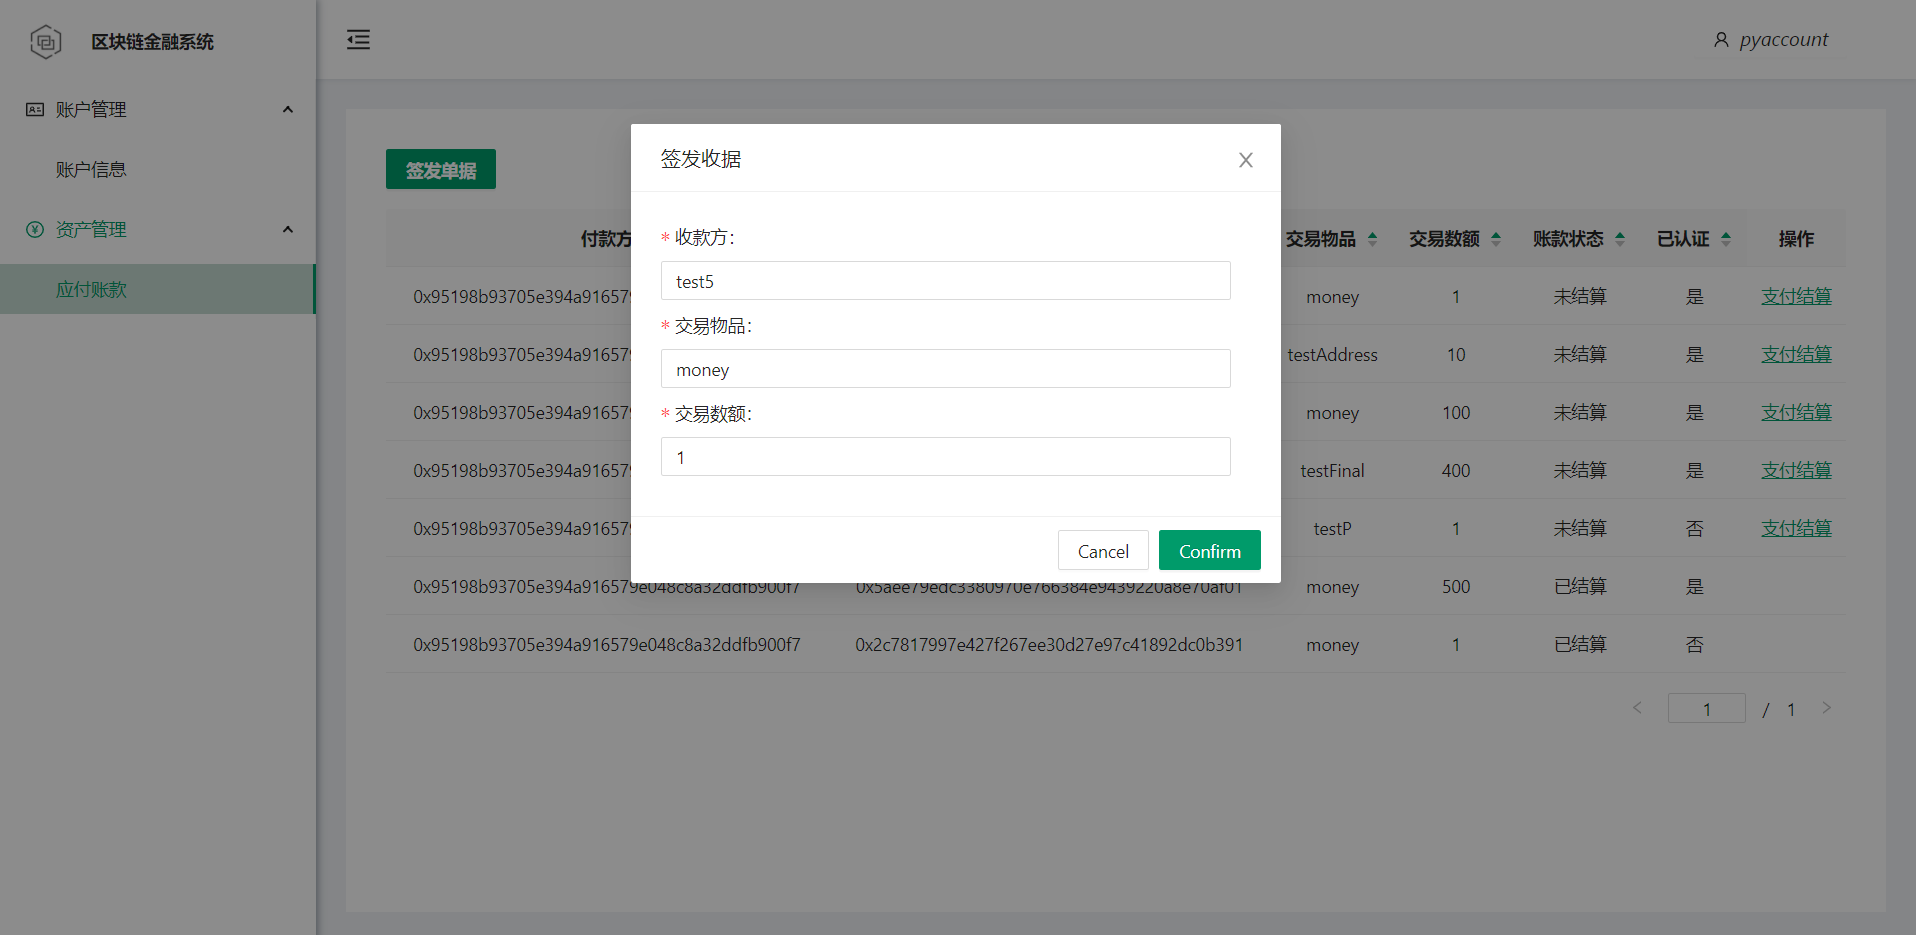 区块链金融系统
pyaccount
账户管理
账户信息
资产管理
应付账款
签发单据
付款方 交易物品 交易数额 账款状态 已认证 操作
0x95198b93705e394a916579 money 1 未结算 是 支付结算
0x95198b93705e394a916579 testAddress 10 未结算 是 支付结算
0x95198b93705e394a916579 money 100 未结算 是 支付结算
0x95198b93705e394a916579 testFinal 400 未结算 是 支付结算
0x95198b93705e394a916579 testP 1 未结算 否 支付结算
0x95198b93705e394a916579e048c8a32ddfb900f7 0x5aee79edc3380970e766384e9439220a8e70af01 money 500 已结算 是
0x95198b93705e394a916579e048c8a32ddfb900f7 0x2c7817997e427f267ee30d27e97c41892dc0b391 money 1 已结算 否
1 / 1
签发收据
* 收款方:
test5
* 交易物品:
money
* 交易数额:
1
Cancel Confirm